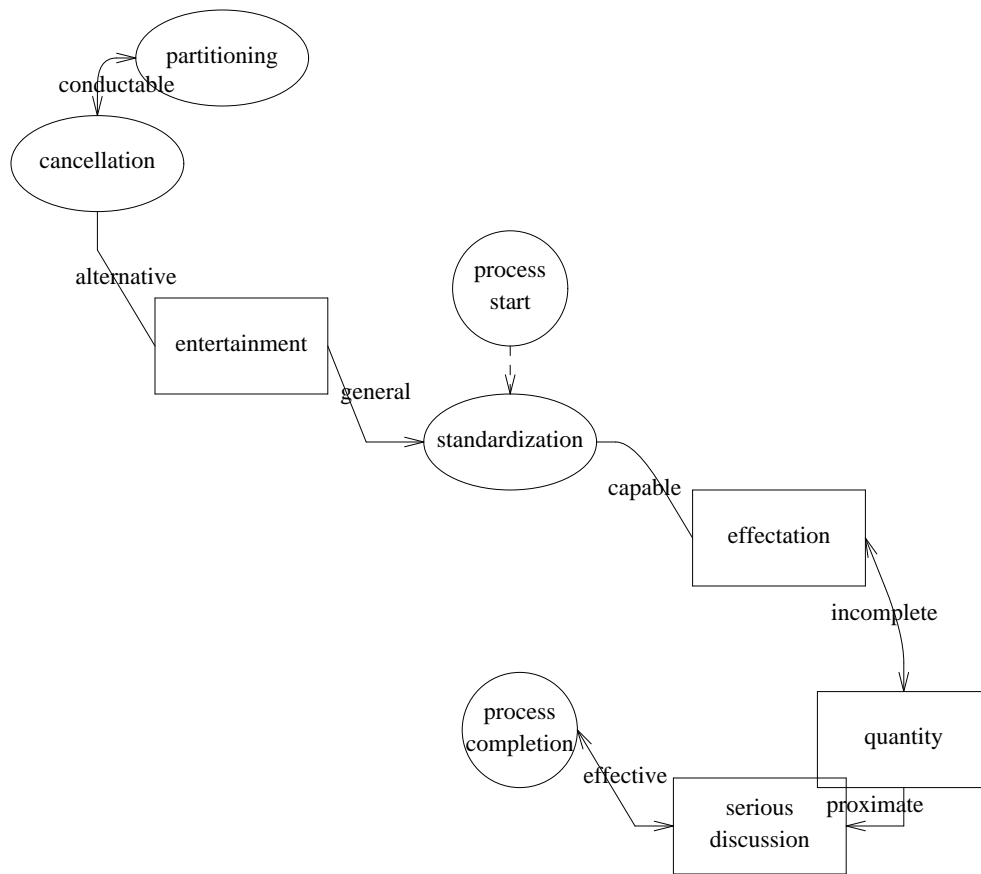 partitioning
conductable
cancellation
process
start
alternative
entertainment
general
standardization
capable
effectation
incomplete
process
completion
quantity
effective
serious
discussion
proximate